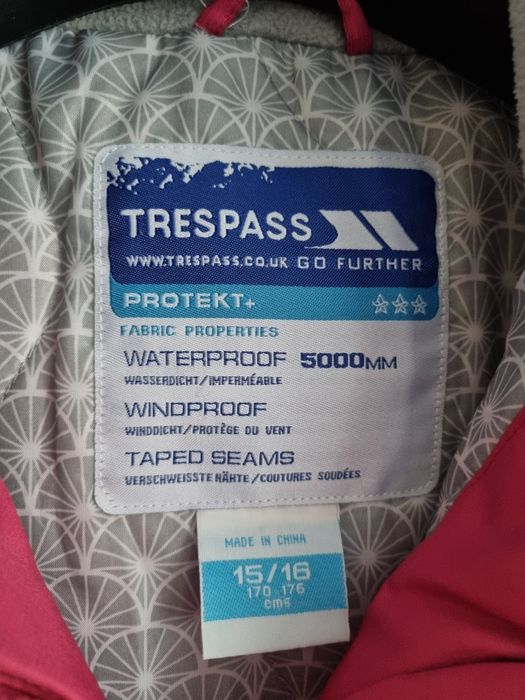 TRESPASS
WWW.TRESPASS.CO.UK GO FURTHER
PROTEKT+
FABRIC PROPERTIES
WATERPROOF 5000MM
WASSERDICHT/IMPERMÉABLE
WINDPROOF
WINDDICHT/PROTÈGE DU VENT
TAPED SEAMS
VERSCHWEISSTE NÄHTE/COUTURES SOUDÉES
MADE IN CHINA
15/16
170 176
cms